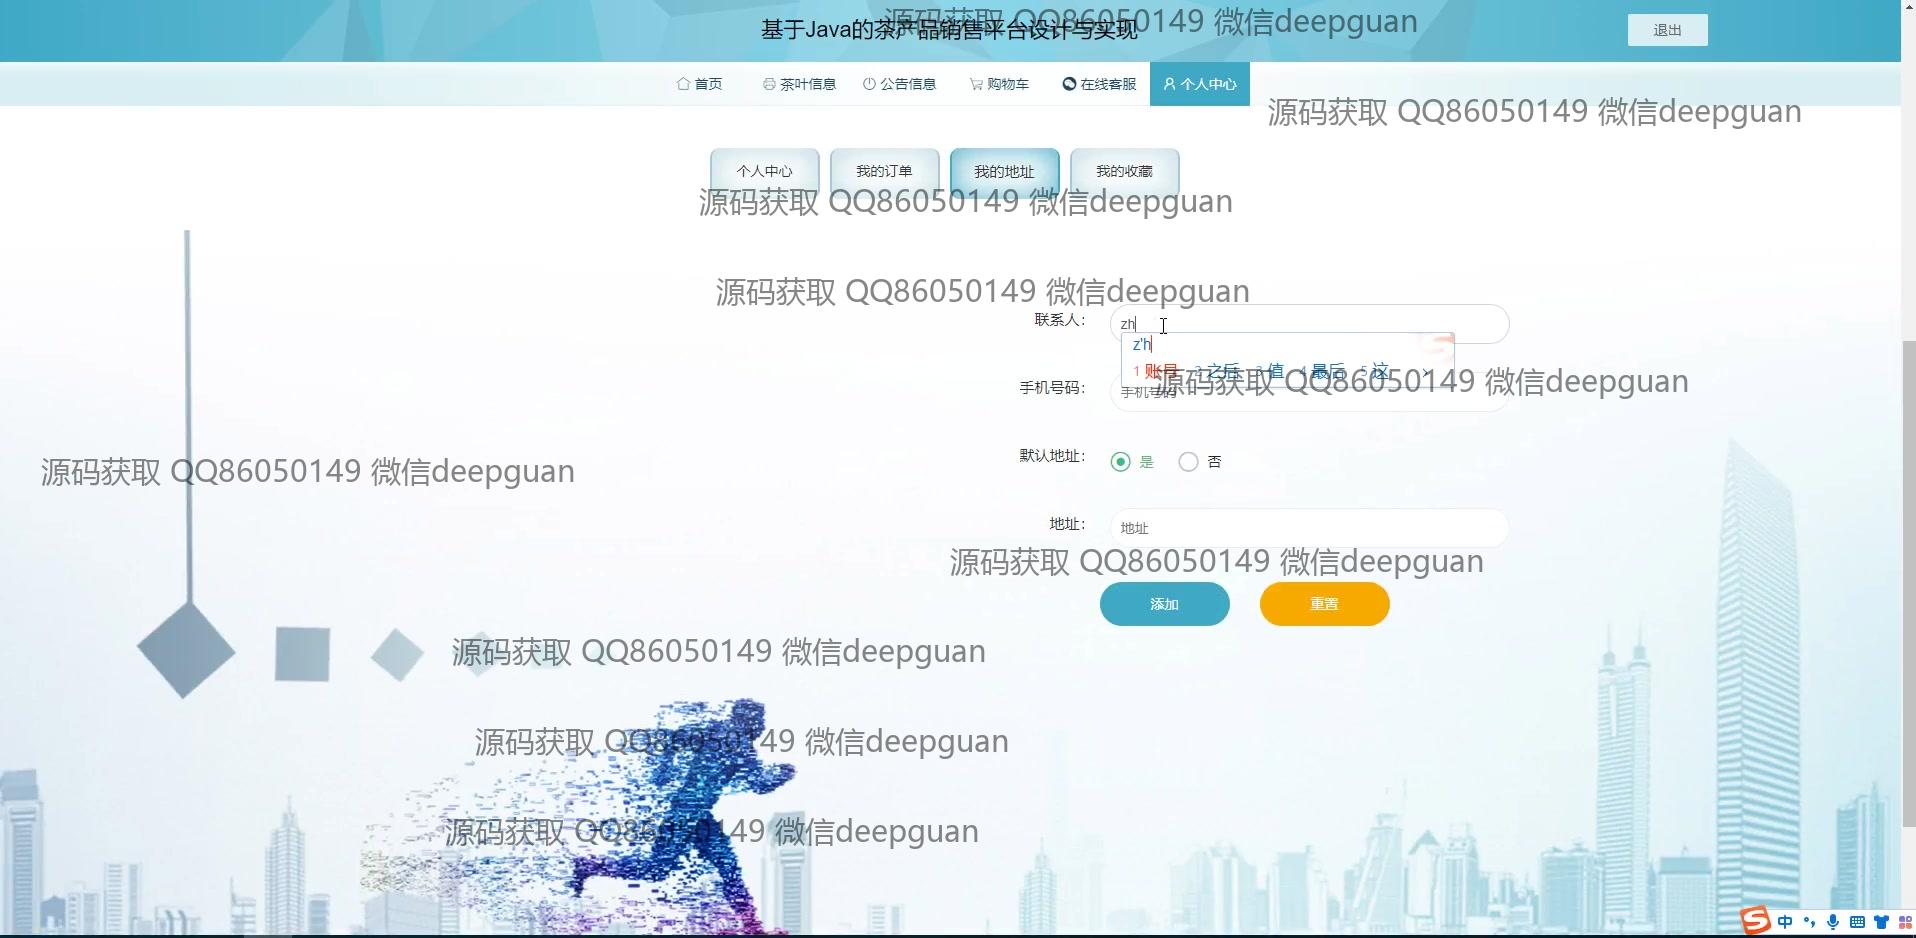 基于Java的茶产品销售平台设计与实现
源码获取 QQ86050149 微信deepguan
退出
首页 茶叶信息 公告信息 购物车 在线客服 个人中心
源码获取 QQ86050149 微信deepguan
个人中心 我的订单 我的地址 我的收藏
源码获取 QQ86050149 微信deepguan
源码获取 QQ86050149 微信deepguan
联系人： zh
z'h
1 账号 2 之后 3 值 4 最后 5 这
源码获取 QQ86050149 微信deepguan
手机号码： 手机号码
默认地址： 是 否
源码获取 QQ86050149 微信deepguan
地址： 地址
源码获取 QQ86050149 微信deepguan
添加 重置
源码获取 QQ86050149 微信deepguan
源码获取 QQ86050149 微信deepguan
源码获取 QQ86050149 微信deepguan
中